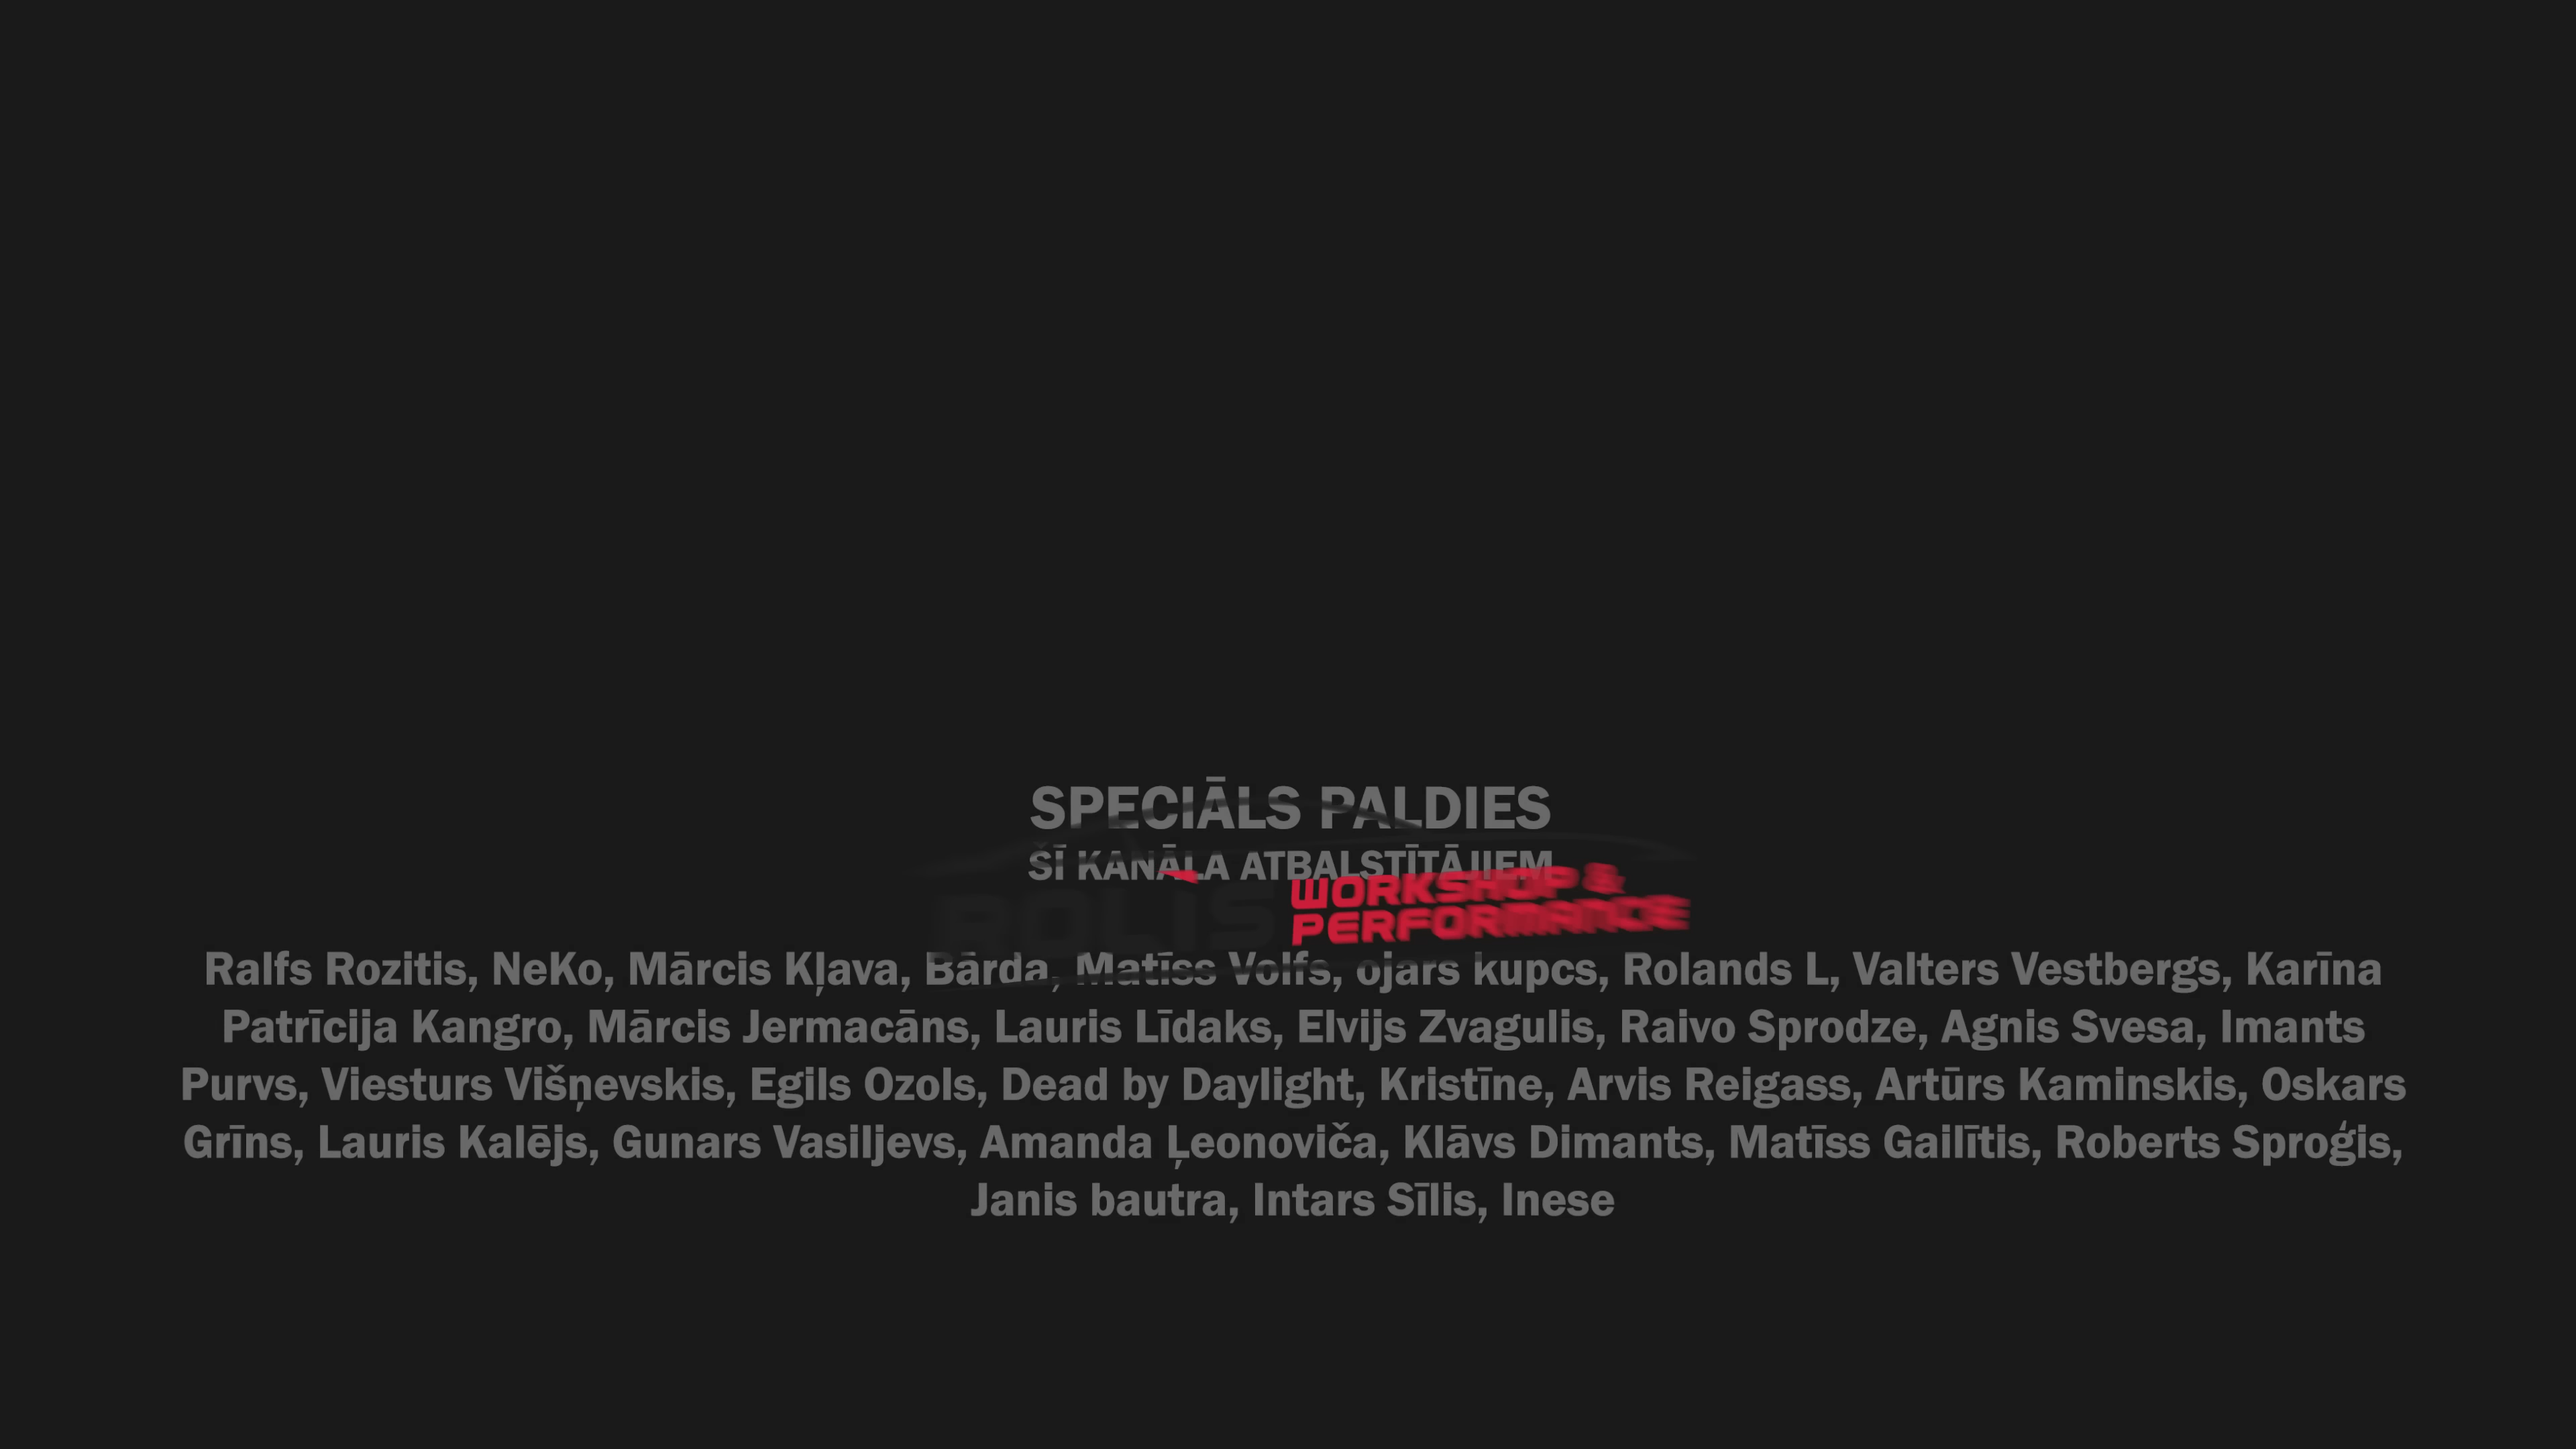 SPECIĀLS PALDIES
ŠĪ KANĀLA ATBALSTĪTĀJIEM
ROLIS
WORKSHOP &
PERFORMANCE
Ralfs Rozitis, NeKo, Mārcis Kļava, Bārda, Matīss Volfs, ojars kupcs, Rolands L, Valters Vestbergs, Karīna
Patrīcija Kangro, Mārcis Jermacāns, Lauris Līdaks, Elvijs Zvagulis, Raivo Sprodze, Agnis Svesa, Imants
Purvs, Viesturs Višņevskis, Egils Ozols, Dead by Daylight, Kristīne, Arvis Reigass, Artūrs Kaminskis, Oskars
Grīns, Lauris Kalējs, Gunars Vasiljevs, Amanda Ļeonoviča, Klāvs Dimants, Matīss Gailītis, Roberts Sproģis,
Janis bautra, Intars Sīlis, Inese